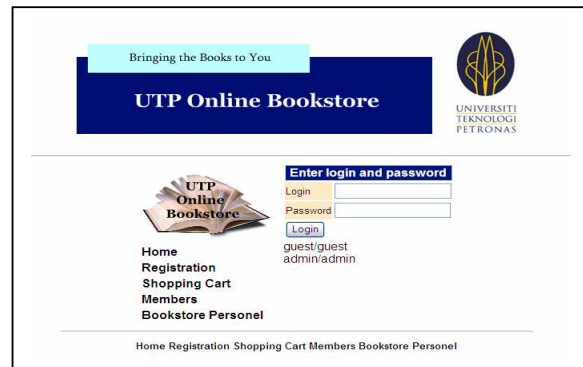 Bringing the Books to You
UTP Online Bookstore
UNIVERSITI
TEKNOLOGI
PETRONAS
UTP
Online
Bookstore
Enter login and password
Login
Password
Login
guest/guest
admin/admin
Home
Registration
Shopping Cart
Members
Bookstore Personel
Home Registration Shopping Cart Members Bookstore Personel